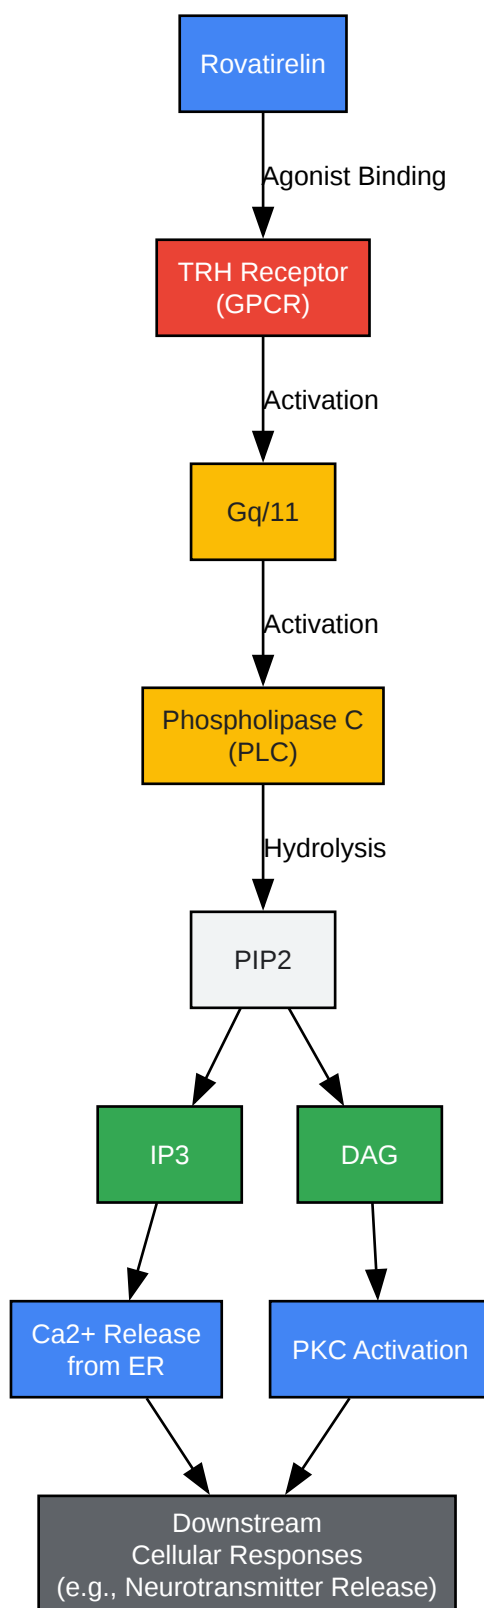 Rovatirelin
Agonist Binding
TRH Receptor
(GPCR)
Activation
Gq/11
Activation
Phospholipase C
(PLC)
Hydrolysis
PIP2
IP3
DAG
Ca2+ Release
from ER
PKC Activation
Downstream
Cellular Responses
(e.g., Neurotransmitter Release)